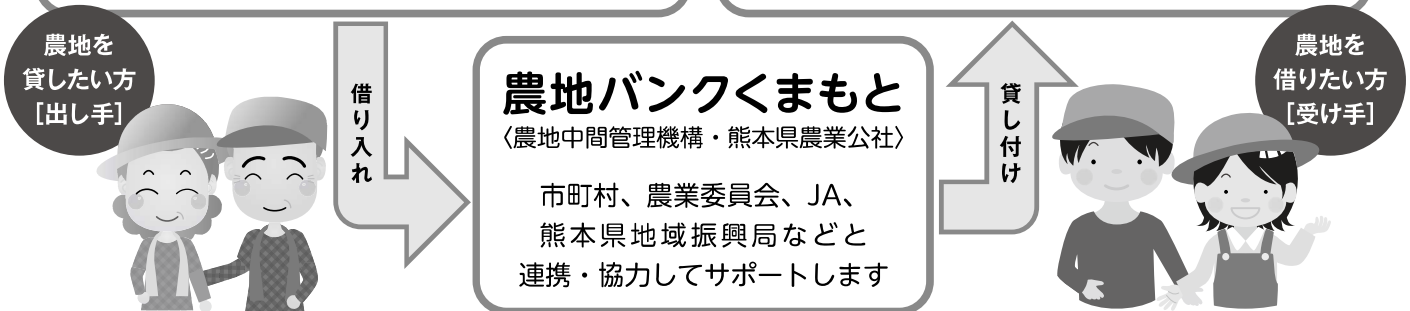 農地を
貸したい方
[出し手]
借り入れ
農地バンクくまもと
〈農地中間管理機構・熊本県農業公社〉
市町村、農業委員会、JA、
熊本県地域振興局などと
連携・協力してサポートします
貸し付け
農地を
借りたい方
[受け手]